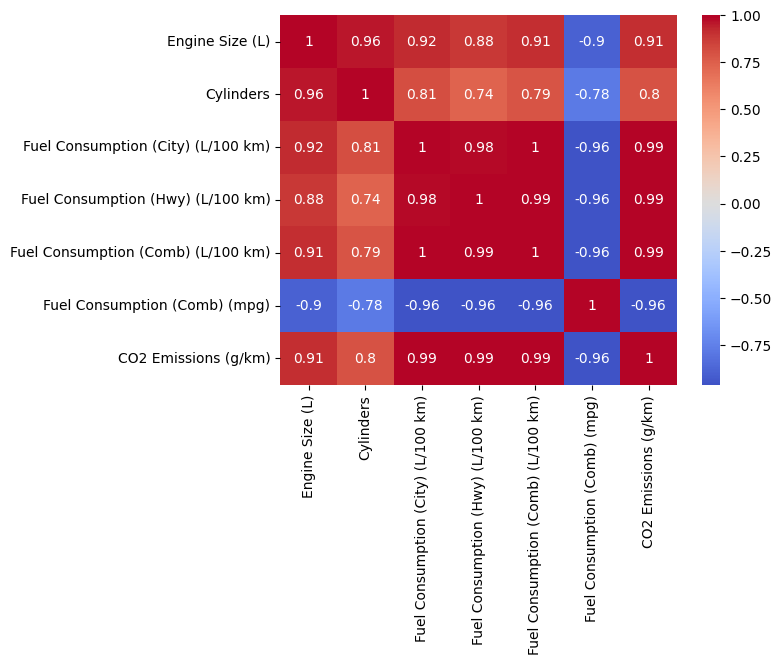 Engine Size (L) 1 0.96 0.92 0.88 0.91 -0.9 0.91
Cylinders 0.96 1 0.81 0.74 0.79 -0.78 0.8
Fuel Consumption (City) (L/100 km) 0.92 0.81 1 0.98 1 -0.96 0.99
Fuel Consumption (Hwy) (L/100 km) 0.88 0.74 0.98 1 0.99 -0.96 0.99
Fuel Consumption (Comb) (L/100 km) 0.91 0.79 1 0.99 1 -0.96 0.99
Fuel Consumption (Comb) (mpg) -0.9 -0.78 -0.96 -0.96 -0.96 1 -0.96
CO2 Emissions (g/km) 0.91 0.8 0.99 0.99 0.99 -0.96 1
Engine Size (L)
Cylinders
Fuel Consumption (City) (L/100 km)
Fuel Consumption (Hwy) (L/100 km)
Fuel Consumption (Comb) (L/100 km)
Fuel Consumption (Comb) (mpg)
CO2 Emissions (g/km)
1.00
0.75
0.50
0.25
0.00
−0.25
−0.50
−0.75